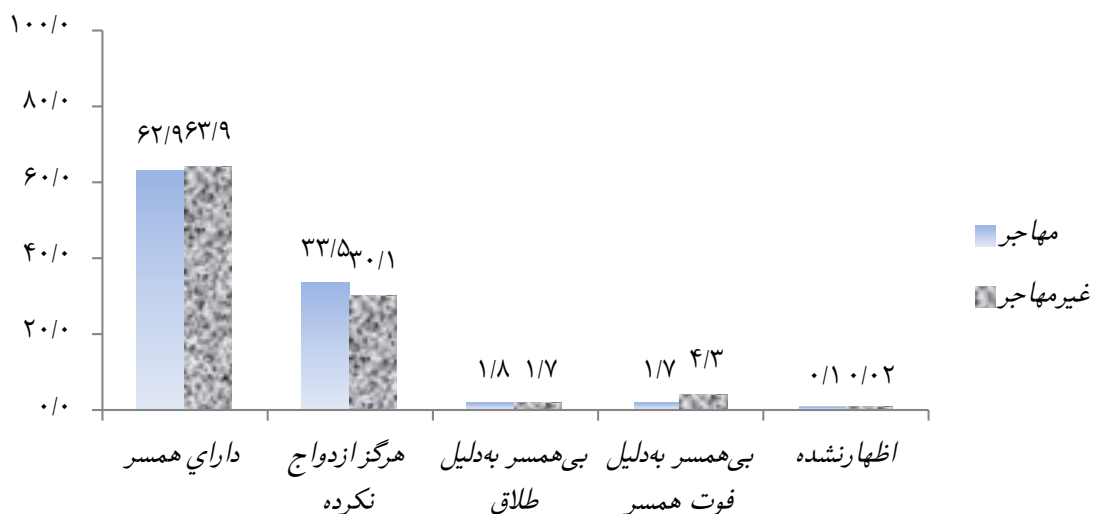 ۱۰۰/۰
۸۰/۰
۶۰/۰
۴۰/۰
۲۰/۰
۰/۰
۶۲/۹
۶۳/۹
۳۳/۵
۳۰/۱
۱/۸
۱/۷
۱/۷
۴/۳
۰/۱
۰/۰۲
داراي همسر
هرگز ازدواج
نکرده
بی‌همسر به‌دلیل
طلاق
بی‌همسر به‌دلیل
فوت همسر
اظهارنشده
مهاجر
غیرمهاجر